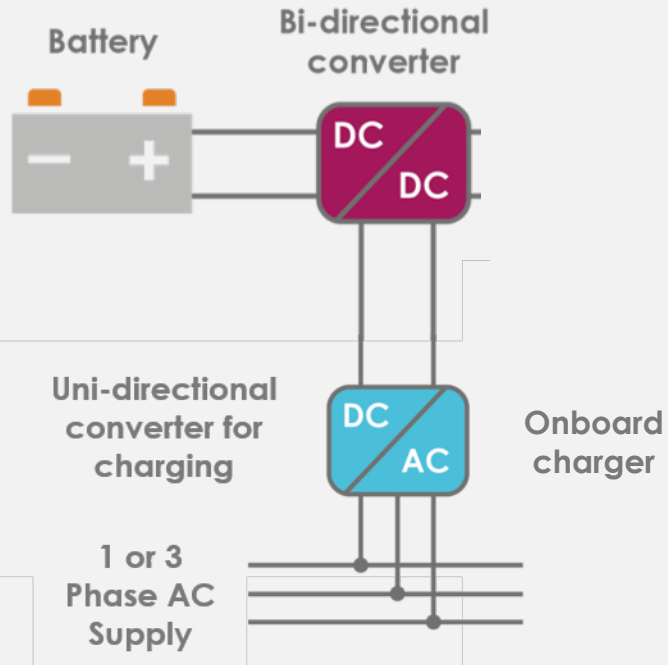 Battery
Bi-directional
converter
DC
DC
Uni-directional
converter for
charging
DC
AC
Onboard
charger
1 or 3
Phase AC
Supply